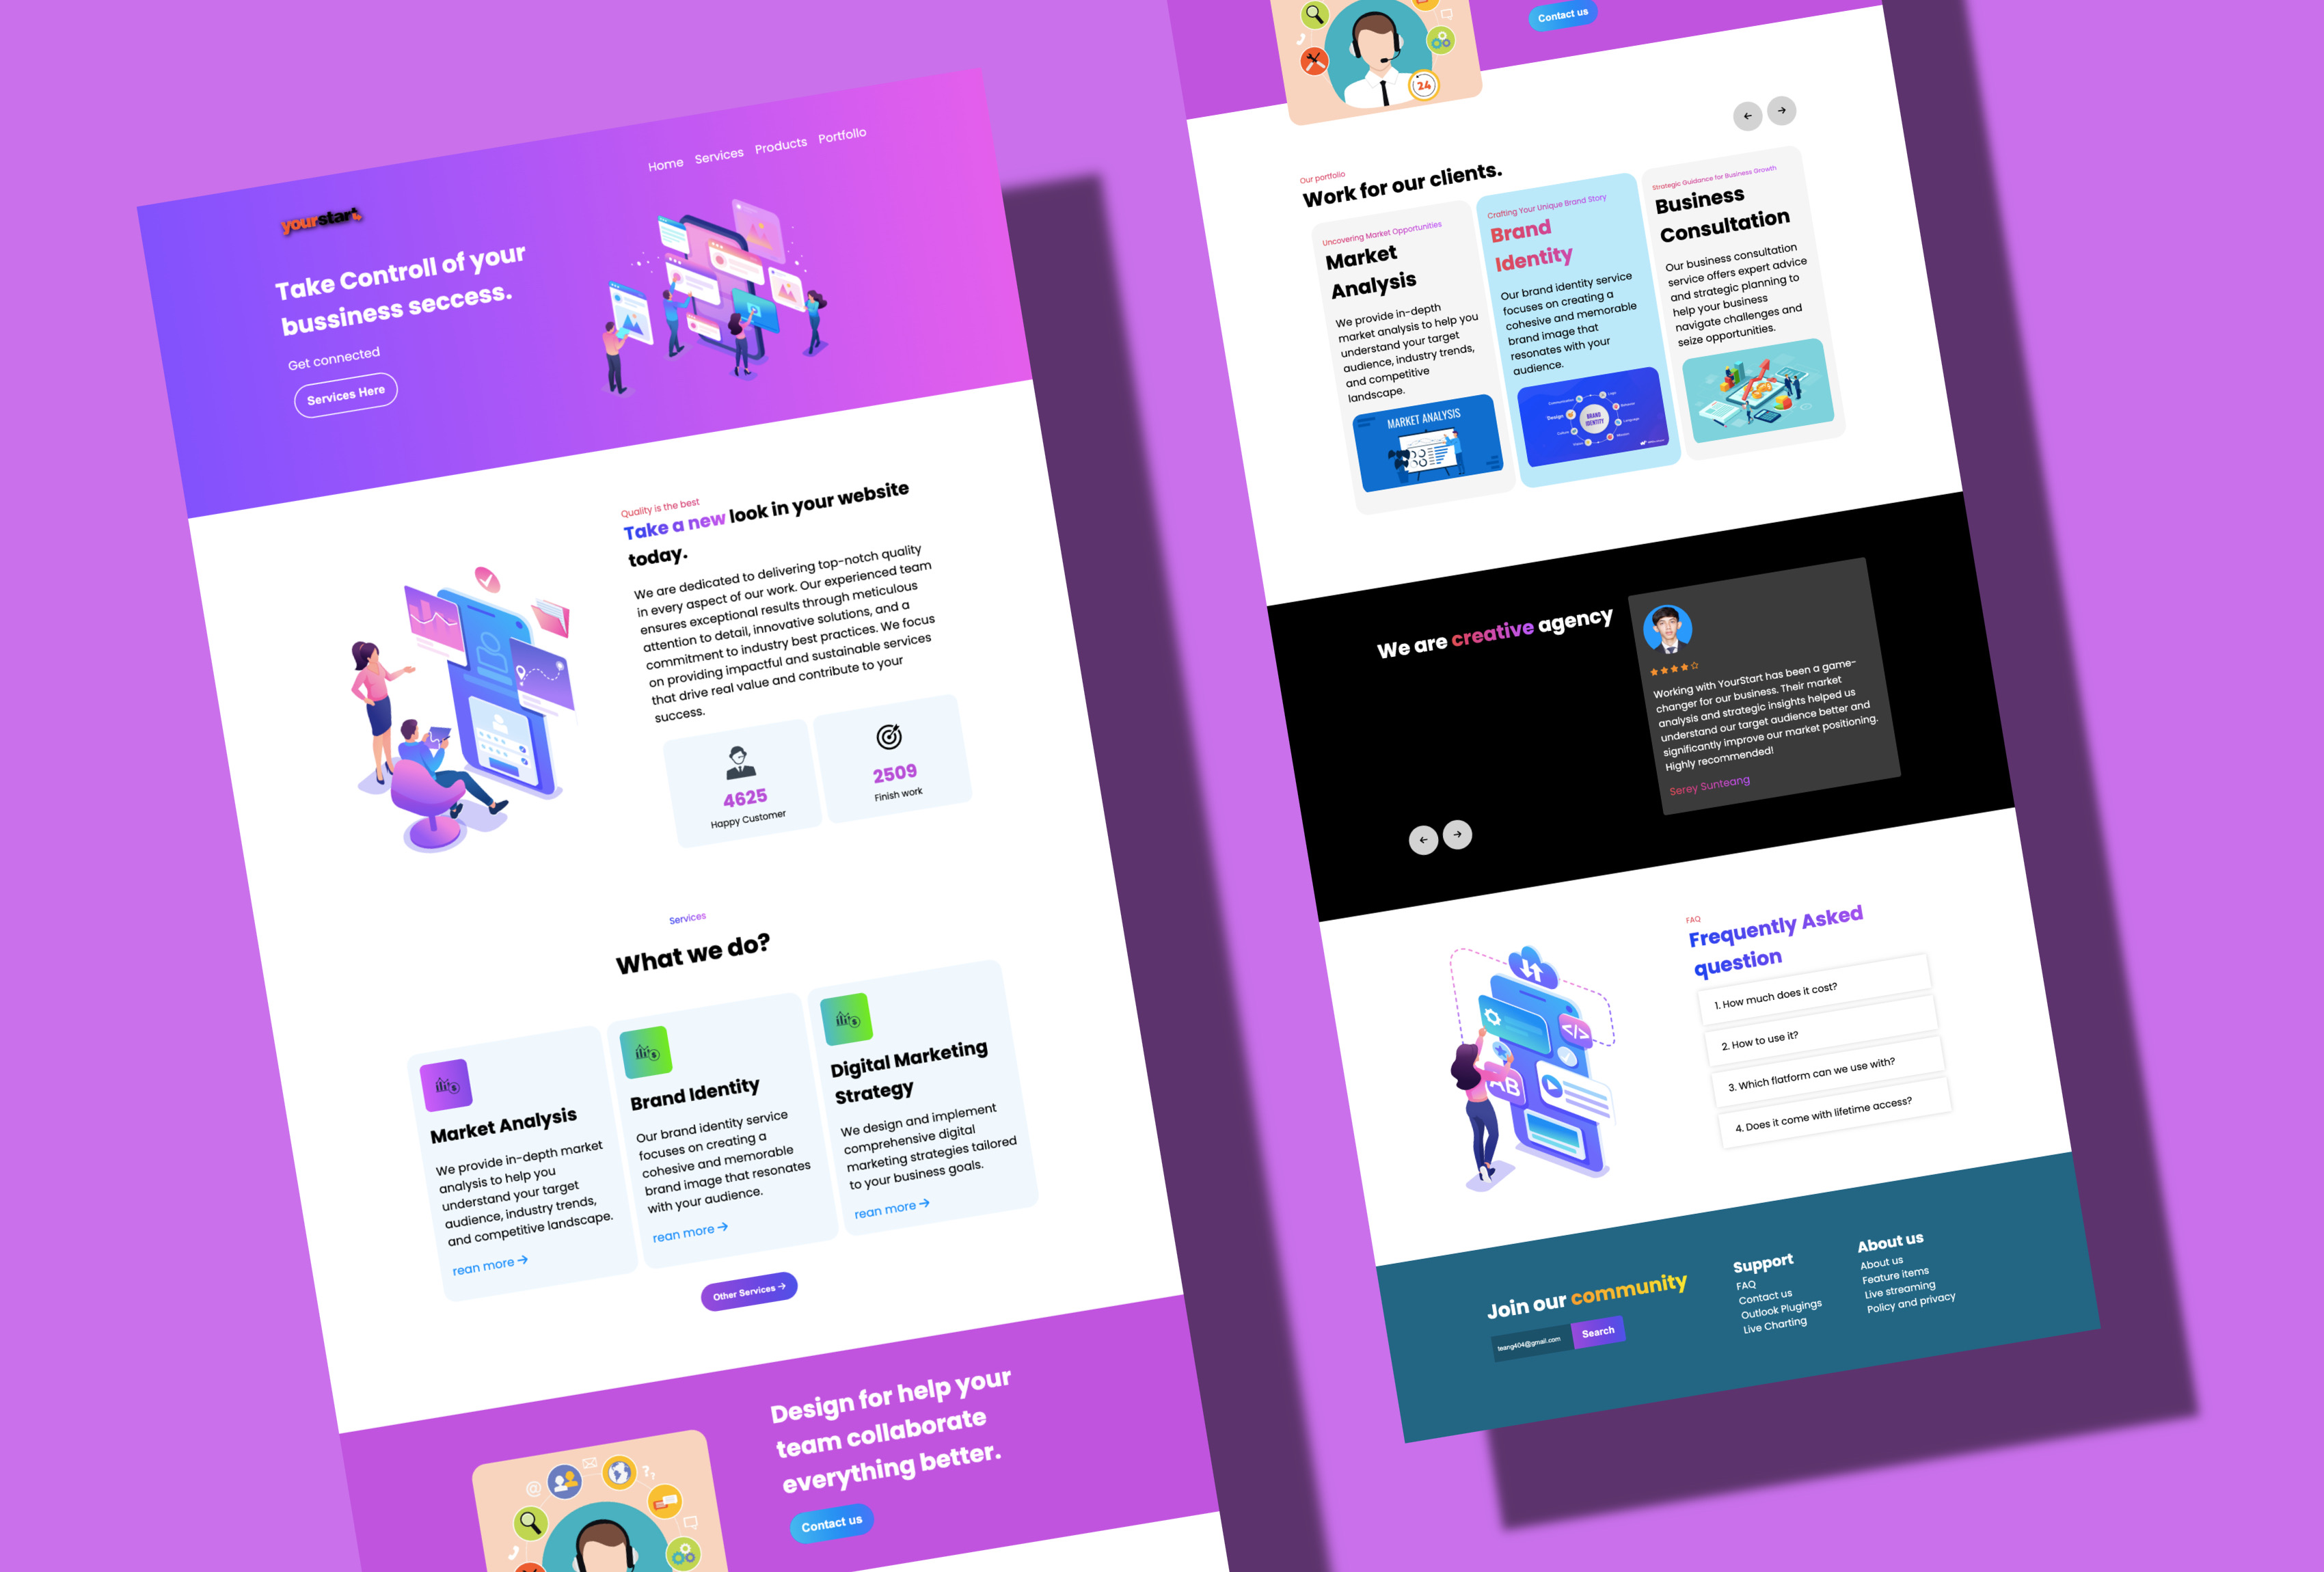 Home Services Products Portfollo
yourstart
Take Controll of your
bussiness seccess.
Get connected
Services Here
Quality is the best
Take a new look in your website
today.
We are dedicated to delivering top-notch quality
in every aspect of our work. Our experienced team
ensures exceptional results through meticulous
attention to detail, innovative solutions, and a
commitment to industry best practices. We focus
on providing impactful and sustainable services
that drive real value and contribute to your
success.
4625
Happy Customer
2509
Finish work
Services
What we do?
Market Analysis
We provide in-depth market
analysis to help you
understand your target
audience, industry trends,
and competitive landscape.
rean more →
Brand Identity
Our brand identity service
focuses on creating a
cohesive and memorable
brand image that resonates
with your audience.
rean more →
Digital Marketing
Strategy
We design and implement
comprehensive digital
marketing strategies tailored
to your business goals.
rean more →
Other Services →
Design for help your
team collaborate
everything better.
Contact us
Contact us
24
Our portfolio
Work for our clients.
Uncovering Market Opportunities
Market
Analysis
We provide in-depth
market analysis to help you
understand your target
audience, industry trends,
and competitive
landscape.
MARKET ANALYSIS
Crafting Your Unique Brand Story
Brand
Identity
Our brand identity service
focuses on creating a
cohesive and memorable
brand image that
resonates with your
audience.
Design
BRAND
IDENTITY
Strategic Guidance for Business Growth
Business
Consultation
Our business consultation
service offers expert advice
and strategic planning to
help your business
navigate challenges and
seize opportunities.
We are creative agency
Working with YourStart has been a game-
changer for our business. Their market
analysis and strategic insights helped us
understand our target audience better and
significantly improve our market positioning.
Highly recommended!
Serey Sunteang
FAQ
Frequently Asked
question
1. How much does it cost?
2. How to use it?
3. Which flatform can we use with?
4. Does it come with lifetime access?
</>
AB
Join our community
teang404@gmail.com
Search
Support
FAQ
Contact us
Outlook Plugings
Live Charting
About us
About us
Feature items
Live streaming
Policy and privacy